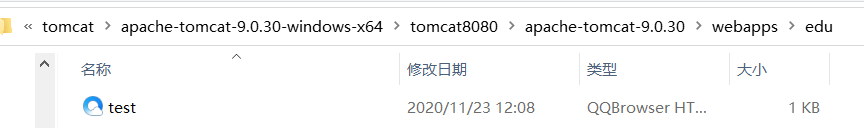 « tomcat > apache-tomcat-9.0.30-windows-x64 > tomcat8080 > apache-tomcat-9.0.30 > webapps > edu
名称 修改日期 类型 大小
test 2020/11/23 12:08 QQBrowser HT... 1 KB